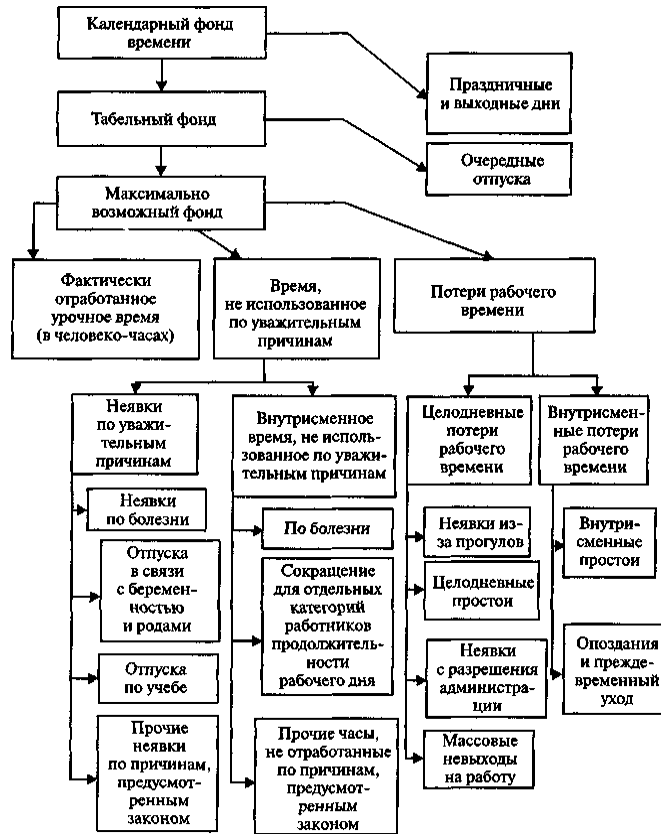 Календарный фонд
времени
Праздничные
и выходные дни
Табельный фонд
Очередные
отпуска
Максимально
возможный фонд
Фактически
отработанное
урочное время
(в человеко-часах)
Время,
не использованное
по уважительным
причинам
Потери рабочего
времени
Неявки
по уважи-
тельным
причинам
Внутрисменное
время, не исполь-
зованное по уважи-
тельным причинам
Целодневные
потери
рабочего
времени
Внутрисмен-
ные потери
рабочего
времени
Неявки
по болезни
Отпуска
в связи
с беремен-
ностью
и родами
Отпуска
по учебе
Прочие
неявки
по причинам,
предусмот-
ренным
законом
По болезни
Сокращение
для отдельных
категорий
работников
продолжитель-
ности
рабочего дня
Прочие часы,
не отработанные
по причинам,
предусмот-
ренным
законом
Неявки из-
за прогулов
Целодневные
простои
Неявки
с разрешения
администра-
ции
Массовые
невыходы
на работу
Внутри-
сменные
простои
Опоздания
и прежде-
временный
уход